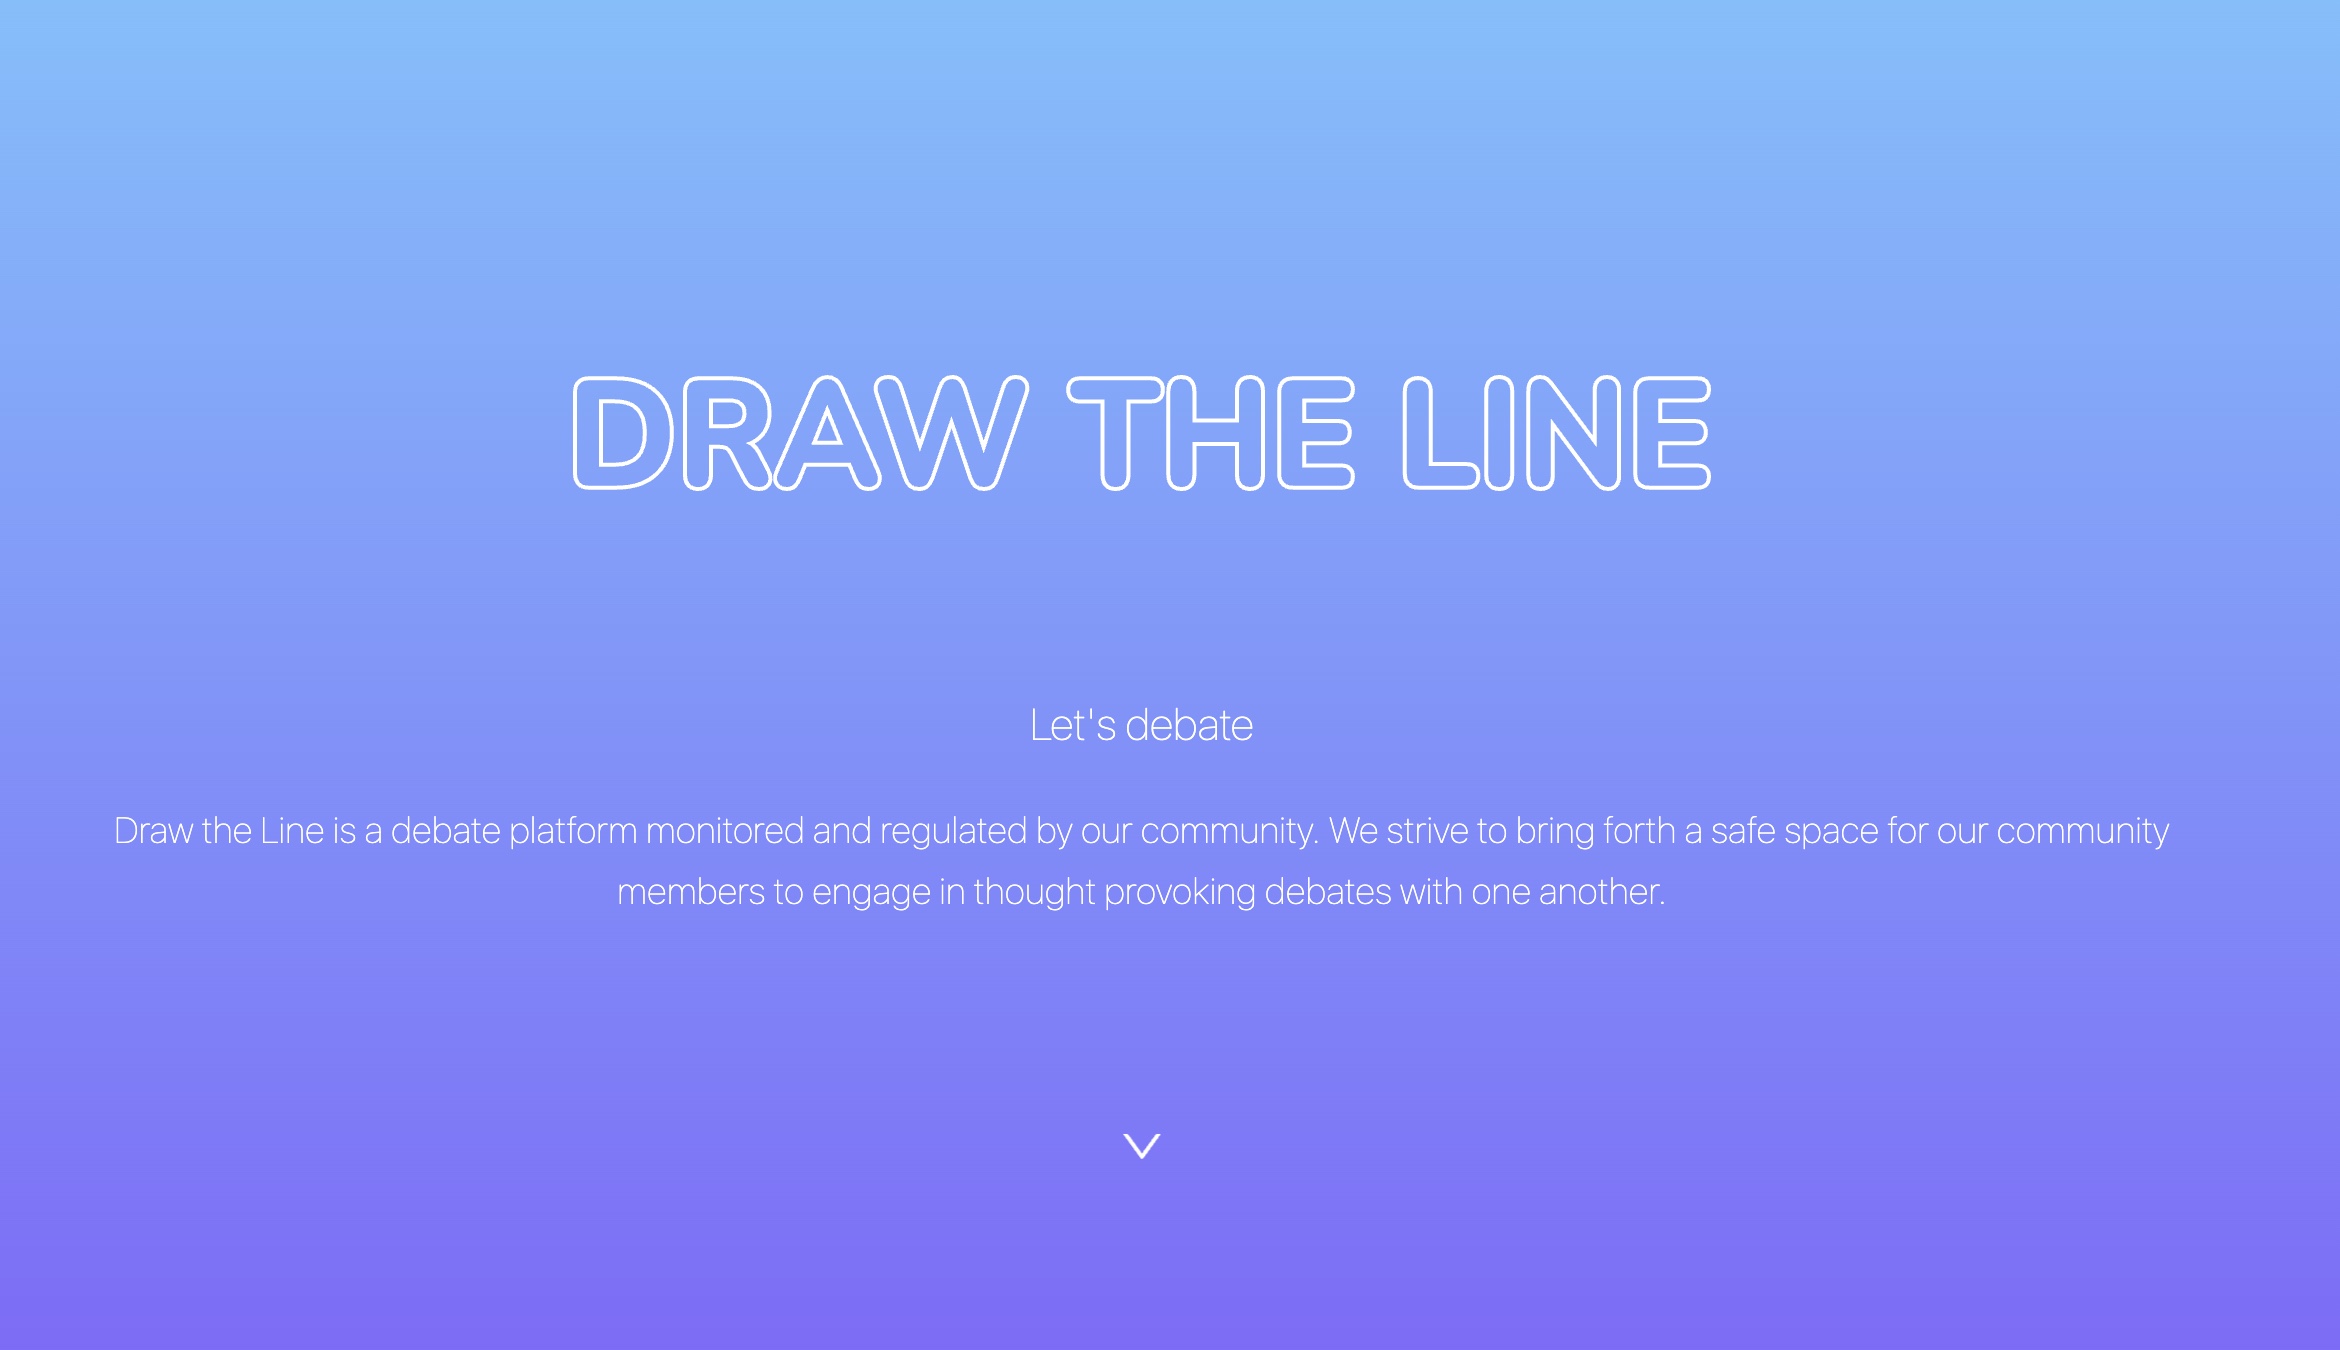 DRAW THE LINE
Let's debate
Draw the Line is a debate platform monitored and regulated by our community. We strive to bring forth a safe space for our community
members to engage in thought provoking debates with one another.